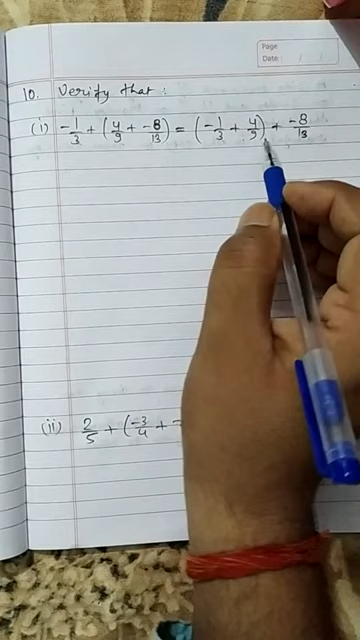 Page
Date
10. Verify that :
(i) -1/3 + (4/9 + -8/13) = (-1/3 + 4/9) + -8/13
(ii) 2/5 + (-3/4 +